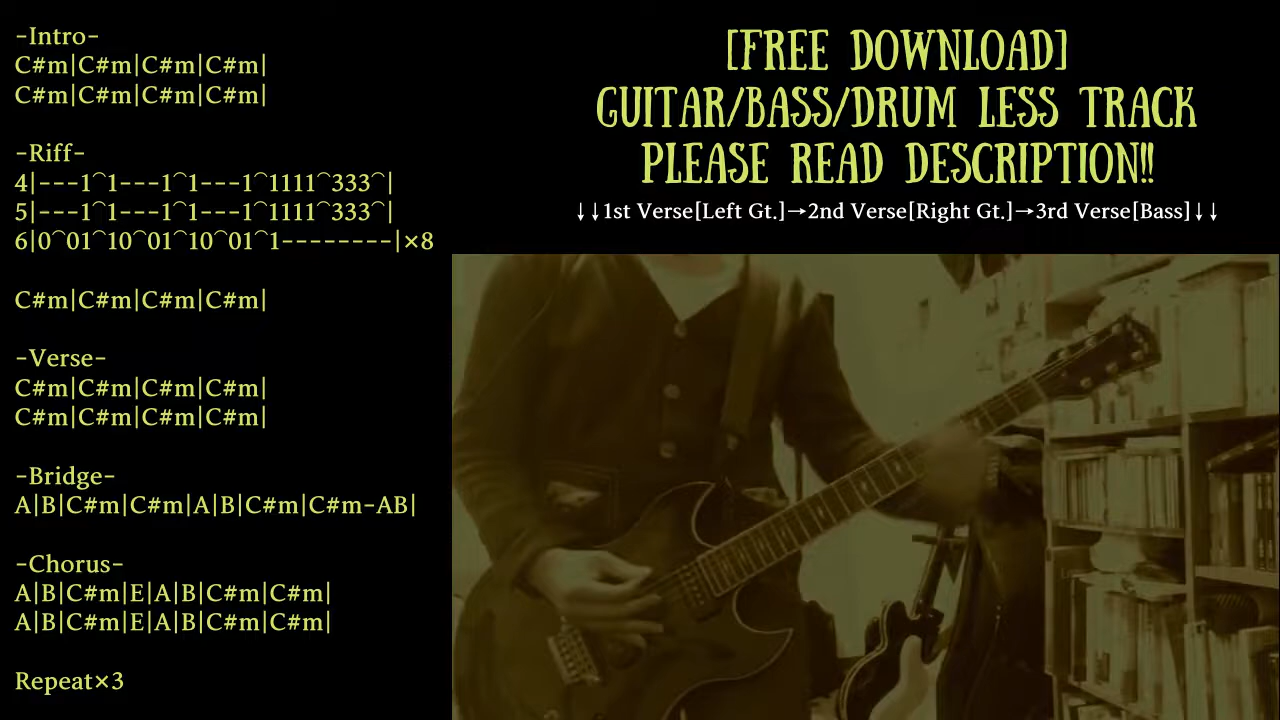 -Intro-
C#m|C#m|C#m|C#m|
C#m|C#m|C#m|C#m|
-Riff-
4|---1⌒1---1⌒1---1⌒1111⌒333⌒|
5|---1⌒1---1⌒1---1⌒1111⌒333⌒|
6|0⌒01⌒10⌒01⌒10⌒01⌒1--------|×8
C#m|C#m|C#m|C#m|
-Verse-
C#m|C#m|C#m|C#m|
C#m|C#m|C#m|C#m|
-Bridge-
A|B|C#m|C#m|A|B|C#m|C#m-AB|
-Chorus-
A|B|C#m|E|A|B|C#m|C#m|
A|B|C#m|E|A|B|C#m|C#m|
Repeat×3
[FREE DOWNLOAD]
GUITAR/BASS/DRUM LESS TRACK
PLEASE READ DESCRIPTION!!
↓↓1st Verse[Left Gt.]→2nd Verse[Right Gt.]→3rd Verse[Bass]↓↓